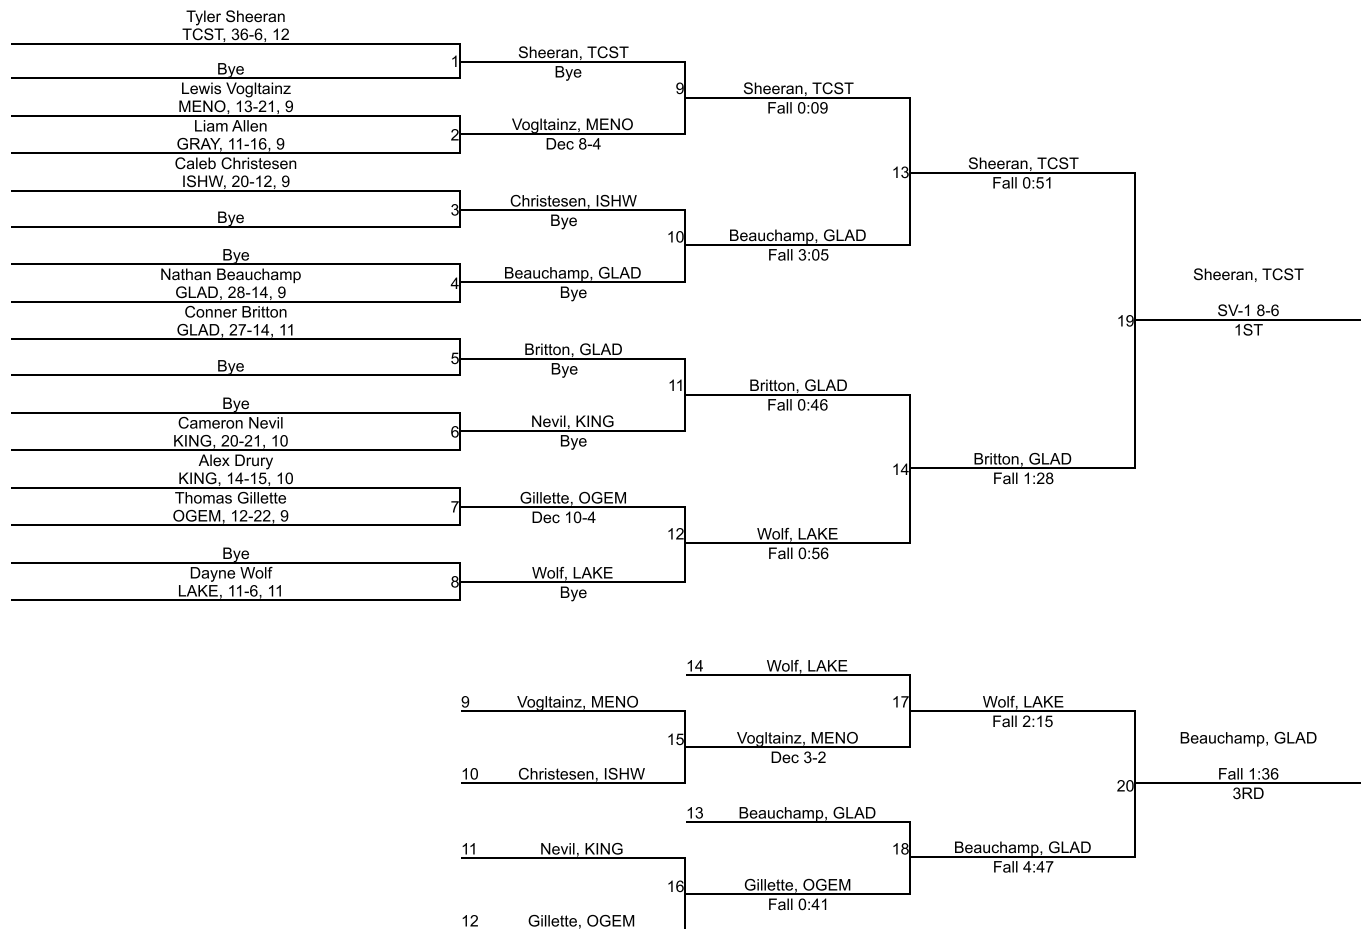 Tyler Sheeran
TCST, 36-6, 12
1
Bye
Lewis Vogltainz
MENO, 13-21, 9
2
Liam Allen
GRAY, 11-16, 9
Caleb Christesen
ISHW, 20-12, 9
3
Bye
Bye
4
Nathan Beauchamp
GLAD, 28-14, 9
Conner Britton
GLAD, 27-14, 11
5
Bye
Bye
6
Cameron Nevil
KING, 20-21, 10
Alex Drury
KING, 14-15, 10
7
Thomas Gillette
OGEM, 12-22, 9
Bye
8
Dayne Wolf
LAKE, 11-6, 11
Sheeran, TCST
Bye
9
Vogltainz, MENO
Dec 8-4
Christesen, ISHW
Bye
10
Beauchamp, GLAD
Bye
Britton, GLAD
Bye
11
Nevil, KING
Bye
Gillette, OGEM
Dec 10-4
12
Wolf, LAKE
Bye
Sheeran, TCST
Fall 0:09
13
Beauchamp, GLAD
Fall 3:05
Britton, GLAD
Fall 0:46
14
Wolf, LAKE
Fall 0:56
Sheeran, TCST
Fall 0:51
19
Britton, GLAD
Fall 1:28
Sheeran, TCST
SV-1 8-6
1ST
9 Vogltainz, MENO
15
10 Christesen, ISHW
11 Nevil, KING
16
12 Gillette, OGEM
14 Wolf, LAKE
17
Vogltainz, MENO
Dec 3-2
13 Beauchamp, GLAD
18
Gillette, OGEM
Fall 0:41
Wolf, LAKE
Fall 2:15
20
Beauchamp, GLAD
Fall 4:47
Beauchamp, GLAD
Fall 1:36
3RD